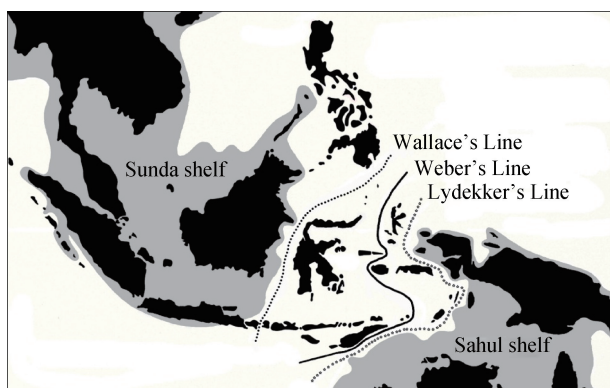 Wallace's Line
Weber's Line
Lydekker's Line
Sunda shelf
Sahul shelf